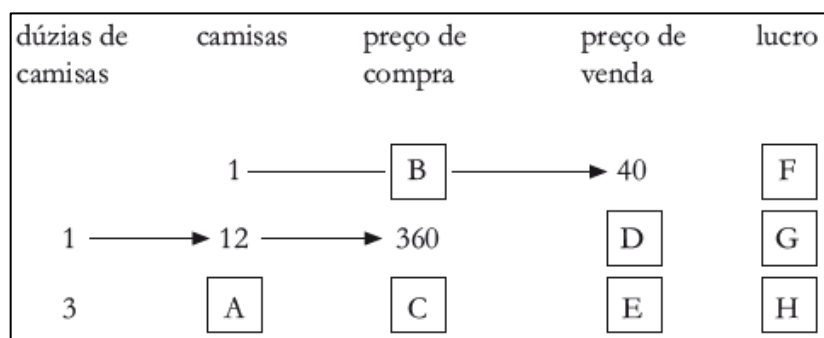 dúzias de camisas preço de preço de lucro
camisas compra venda
1 B 40 F
1 12 360 D G
3 A C E H